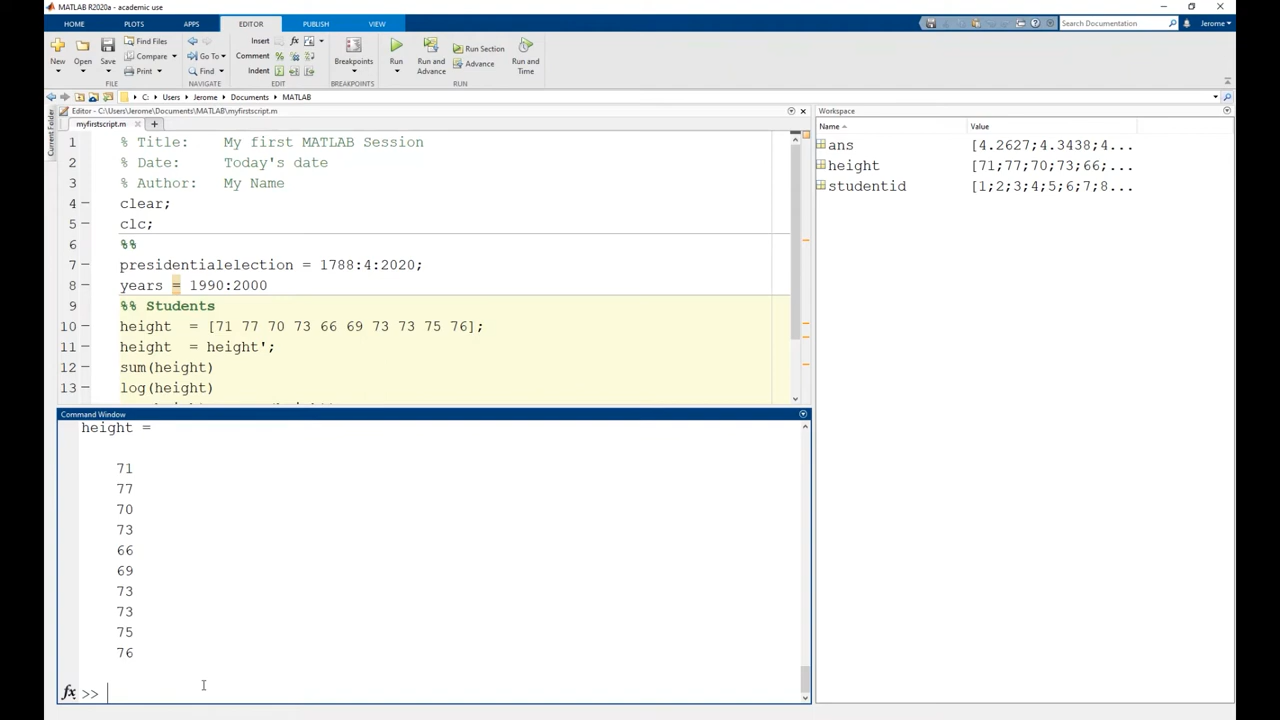 MATLAB R2020a - academic use
HOME PLOTS APPS EDITOR PUBLISH VIEW Search Documentation Jerome
New Open Save Find Files Compare Print Go To Find Insert fx Comment % Indent Breakpoints Run Run and Advance Run Section Advance Run and Time
FILE NAVIGATE EDIT BREAKPOINTS RUN
C: Users Jerome Documents MATLAB
Current Folder
Editor - C:\Users\Jerome\Documents\MATLAB\myfirstscript.m
myfirstscript.m
1 % Title: My first MATLAB Session
2 % Date: Today's date
3 % Author: My Name
4 clear;
5 clc;
6 %%
7 presidentialelection = 1788:4:2020;
8 years = 1990:2000
9 %% Students
10 height = [71 77 70 73 66 69 73 73 75 76];
11 height = height';
12 sum(height)
13 log(height)
Command Window
height =
71
77
70
73
66
69
73
73
75
76
fx >>
Workspace
Name Value
ans [4.2627;4.3438;4...
height [71;77;70;73;66;...
studentid [1;2;3;4;5;6;7;8...